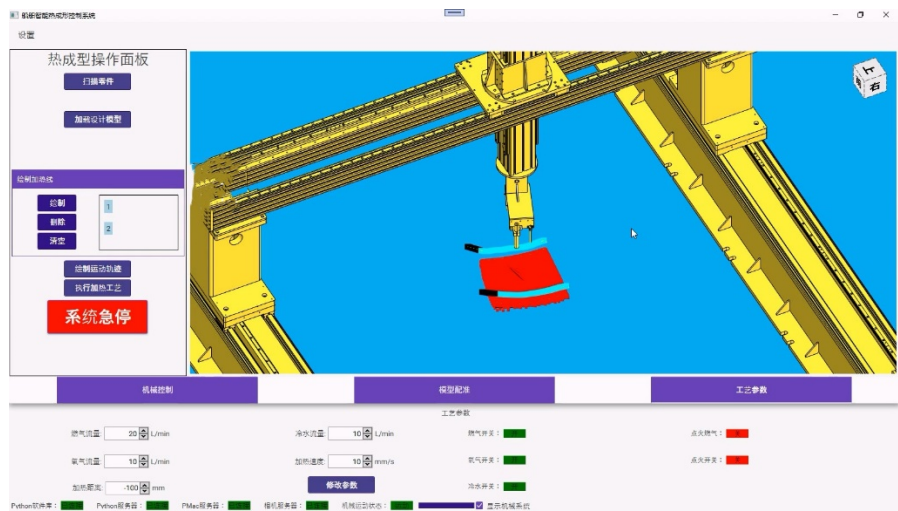 船舶智能热成形控制系统
设置
热成型操作面板
扫描零件
加载设计模型
绘制加热线
绘制
删除
清空
1
2
绘制运动轨迹
执行加热工艺
系统急停
右
机械控制
模型配准
工艺参数
工艺参数
燃气流量: 20 L/min
冷水流量: 10 L/min
燃气开关：
点火燃气：
氧气流量: 10 L/min
加热速度: 10 mm/s
氧气开关：
点火开关：
加热距离: -100 mm
修改参数
冷水开关：
Python软件库：
Python服务器：
PMac服务器：
相机服务器：
机械运动状态：
显示机械系统